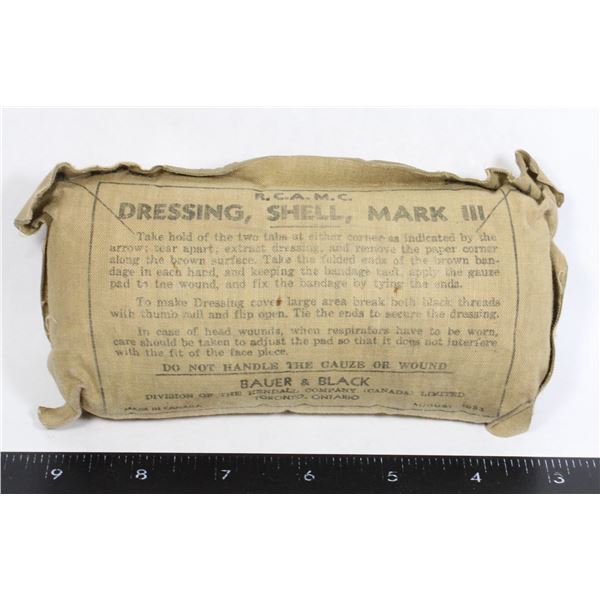 R.C.A.M.C.
DRESSING, SHELL, MARK III
Take hold of the two tabs at either corner as indicated by the
arrow; tear apart; extract dressing, and remove the paper corner
along the brown surface. Take the folded ends of the brown ban-
dage in each hand, and keeping the bandage taut, apply the gauze
pad to the wound, and fix the bandage by tying the ends.
To make Dressing cover large area break both black threads
with thumb nail and flip open. Tie the ends to secure the dressing.
In case of head wounds, when respirators have to be worn,
care should be taken to adjust the pad so that it does not interfere
with the fit of the face piece.
DO NOT HANDLE THE GAUZE OR WOUND
BAUER & BLACK
DIVISION OF THE KENDALL COMPANY (CANADA) LIMITED
TORONTO, ONTARIO
MADE IN CANADA AUGUST
9 8 7 6 5 4 3